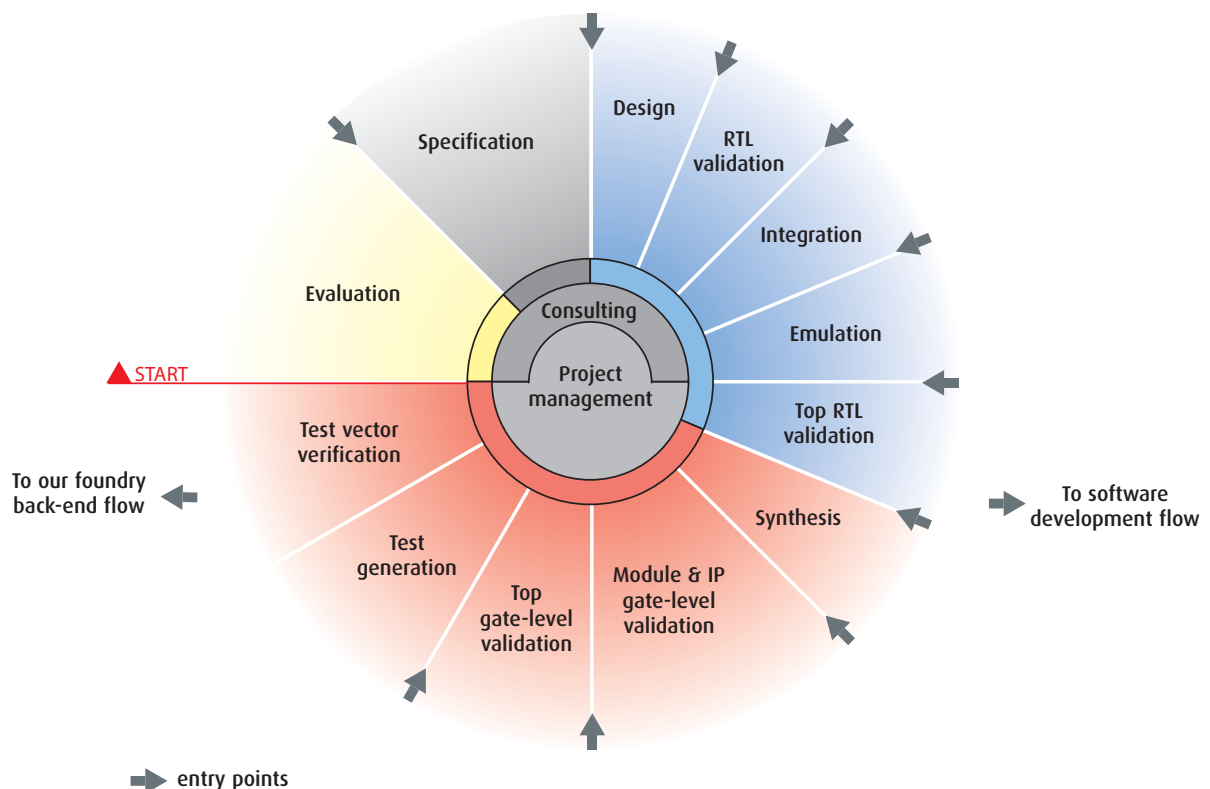 Design
Specification
RTL
validation
Integration
Evaluation
Consulting
Emulation
START
Project
management
Top RTL
validation
Test vector
verification
To our foundry
back-end flow
To software
development flow
Synthesis
Test
generation
Top
gate-level
validation
Module & IP
gate-level
validation
entry points